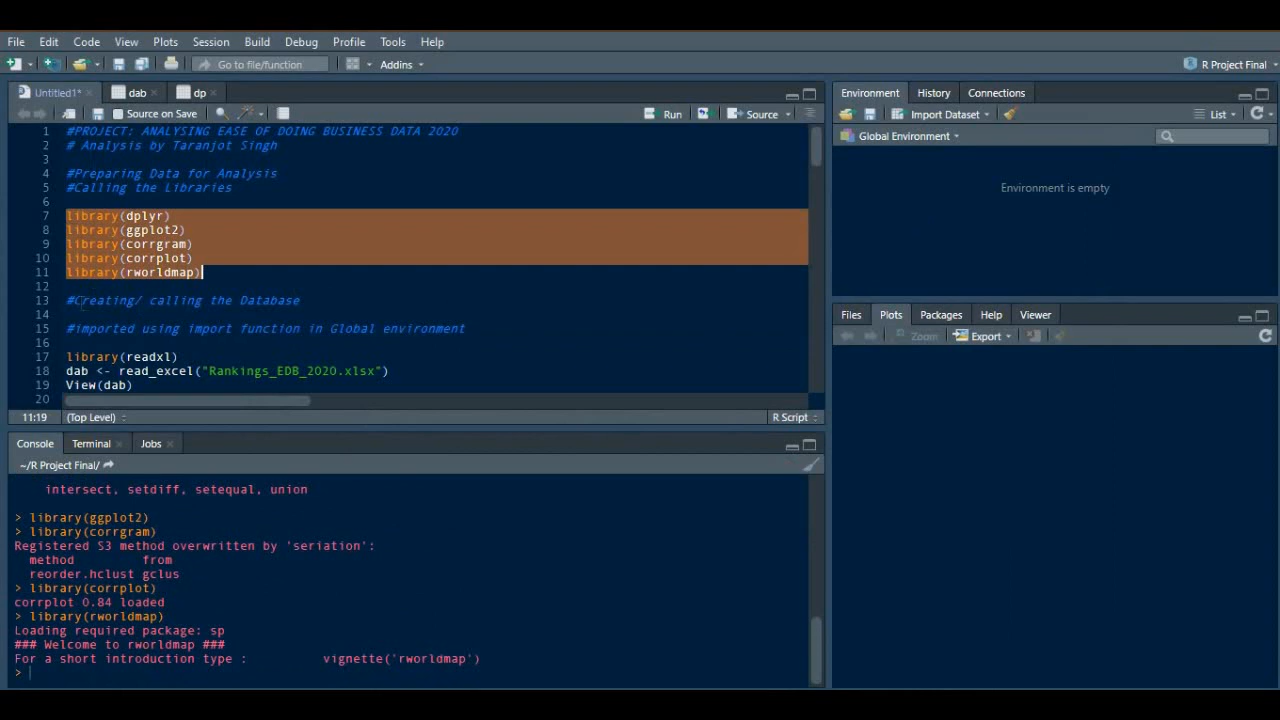 File Edit Code View Plots Session Build Debug Profile Tools Help
Go to file/function Addins R Project Final
Untitled1* dab dp
Source on Save Run Source
1 #PROJECT: ANALYSING EASE OF DOING BUSINESS DATA 2020
2 # Analysis by Taranjot Singh
3
4 #Preparing Data for Analysis
5 #Calling the Libraries
6
7 library(dplyr)
8 library(ggplot2)
9 library(corrgram)
10 library(corrplot)
11 library(rworldmap)
12
13 #Creating/ calling the Database
14
15 #imported using import function in Global environment
16
17 library(readxl)
18 dab <- read_excel("Rankings_EDB_2020.xlsx")
19 View(dab)
20
11:19 (Top Level) R Script
Console Terminal Jobs
~/R Project Final/
intersect, setdiff, setequal, union
> library(ggplot2)
> library(corrgram)
Registered S3 method overwritten by 'seriation':
method from
reorder.hclust gclus
> library(corrplot)
corrplot 0.84 loaded
> library(rworldmap)
Loading required package: sp
### Welcome to rworldmap ###
For a short introduction type : vignette('rworldmap')
>
Environment History Connections
Import Dataset List
Global Environment
Environment is empty
Files Plots Packages Help Viewer
Zoom Export